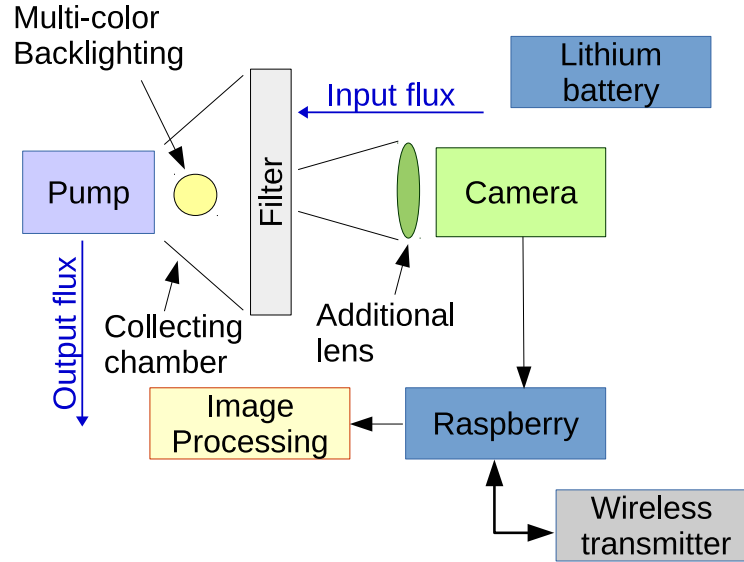 Multi-color
Backlighting
Lithium
battery
Input flux
Pump
Filter
Camera
Output flux
Collecting
chamber
Additional
lens
Image
Processing
Raspberry
Wireless
transmitter